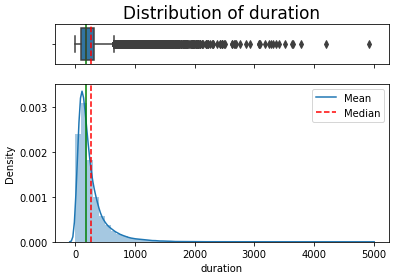 Distribution of duration
Mean
Median
0.003
0.002
0.001
0.000
Density
0 1000 2000 3000 4000 5000
duration